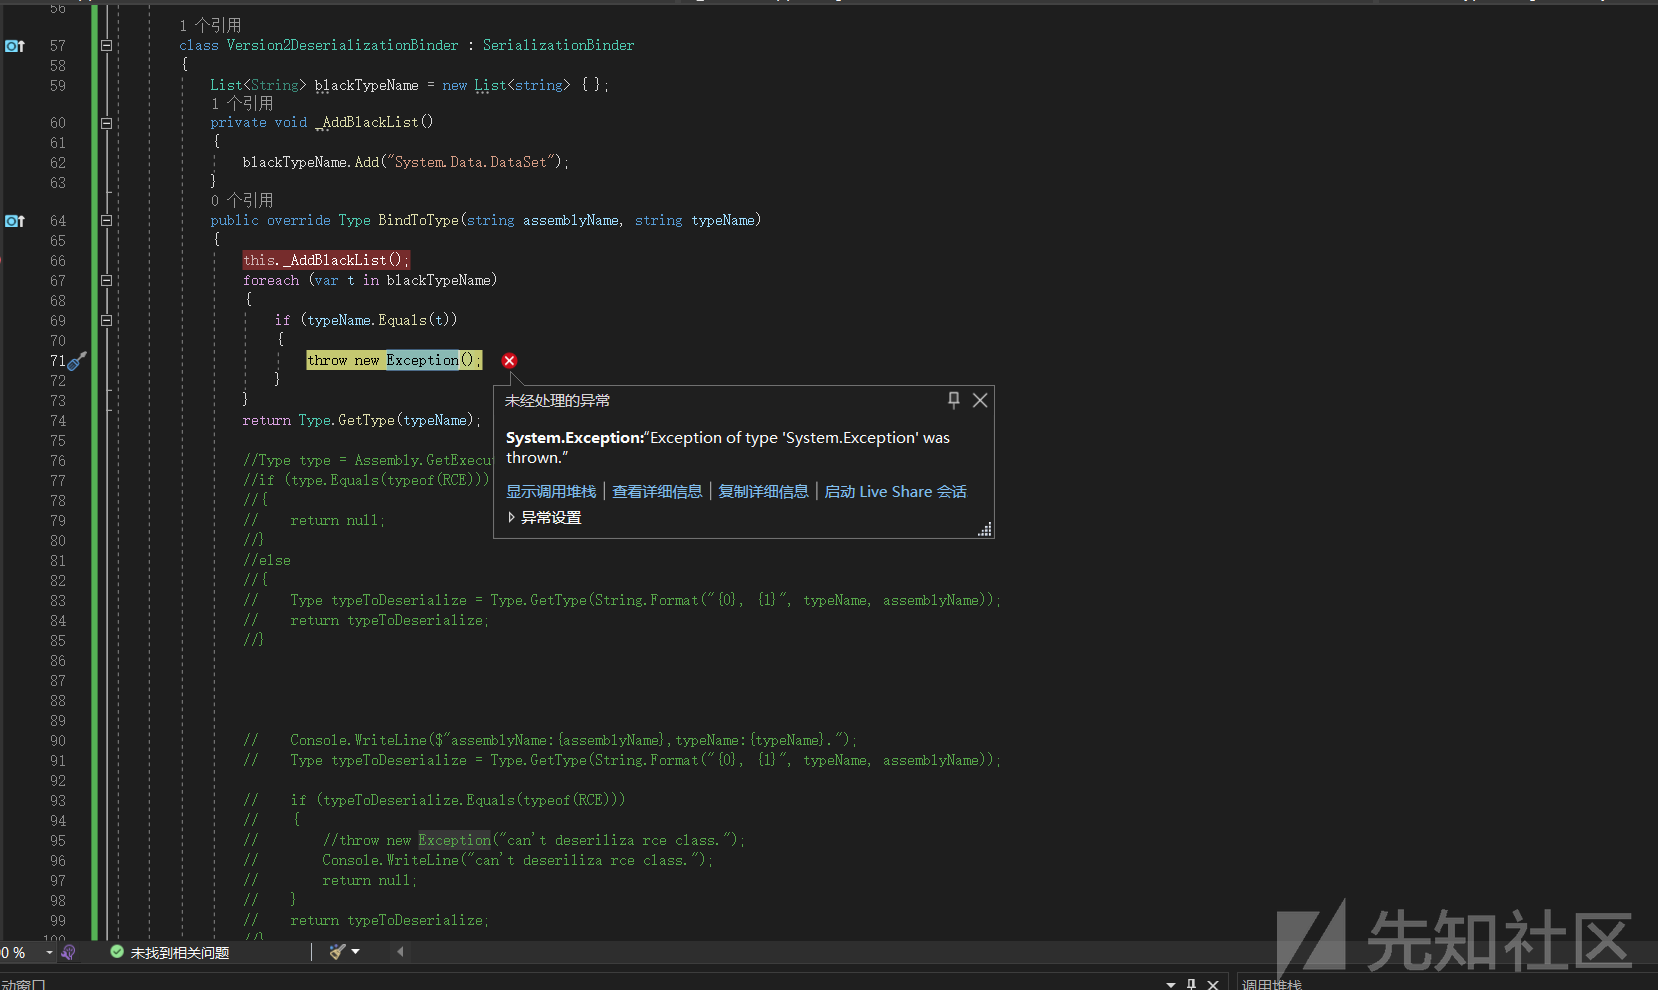 56
1 个引用
57 class Version2DeserializationBinder : SerializationBinder
58 {
59 List<String> blackTypeName = new List<string> { };
1 个引用
60 private void _AddBlackList()
61 {
62 blackTypeName.Add("System.Data.DataSet");
63 }
0 个引用
64 public override Type BindToType(string assemblyName, string typeName)
65 {
66 this._AddBlackList();
67 foreach (var t in blackTypeName)
68 {
69 if (typeName.Equals(t))
70 {
71 throw new Exception();
72 }
73 }
74 return Type.GetType(typeName);
75
76 //Type type = Assembly.GetExecu
77 //if (type.Equals(typeof(RCE)))
78 //{
79 // return null;
80 //}
81 //else
82 //{
83 // Type typeToDeserialize = Type.GetType(String.Format("{0}, {1}", typeName, assemblyName));
84 // return typeToDeserialize;
85 //}
86
87
88
89
90 // Console.WriteLine($"assemblyName:{assemblyName},typeName:{typeName}.");
91 // Type typeToDeserialize = Type.GetType(String.Format("{0}, {1}", typeName, assemblyName));
92
93 // if (typeToDeserialize.Equals(typeof(RCE)))
94 // {
95 // //throw new Exception("can't deseriliza rce class.");
96 // Console.WriteLine("can't deseriliza rce class.");
97 // return null;
98 // }
99 // return typeToDeserialize;
100 //}
未经处理的异常
System.Exception:“Exception of type 'System.Exception' was
thrown.”
显示调用堆栈 | 查看详细信息 | 复制详细信息 | 启动 Live Share 会话
异常设置
0 % 未找到相关问题
动窗口
调用堆栈
先知社区